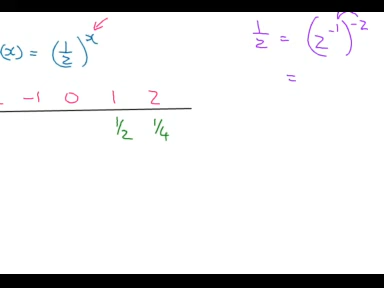 (x) = (1/2)^x
-1 0 1 2
1/2 1/4
1/2 = (2^-1)^-2
=